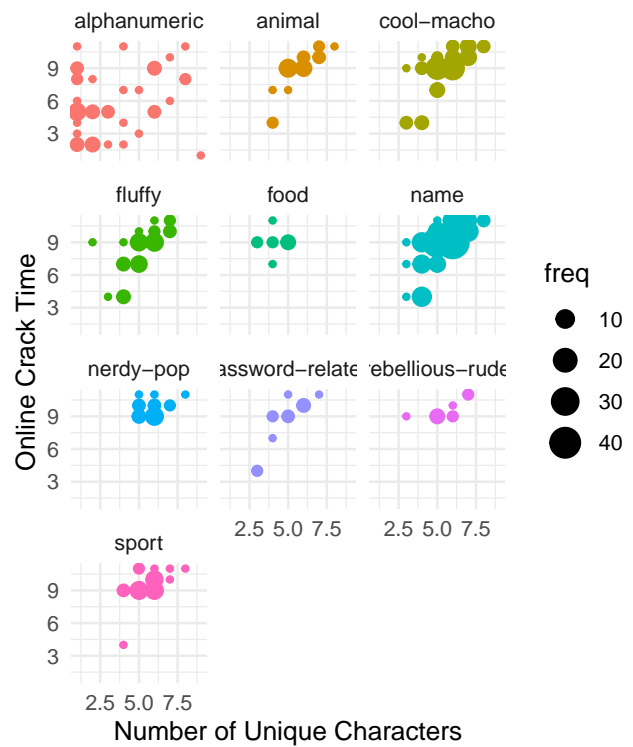 alphanumeric animal cool−macho
9
6
3
fluffy food name
9
6
3
nerdy−pop assword−relate rebellious−rude
9
6
3
2.5 5.0 7.5 2.5 5.0 7.5
sport
9
6
3
2.5 5.0 7.5
Number of Unique Characters
Online Crack Time
freq
10
20
30
40